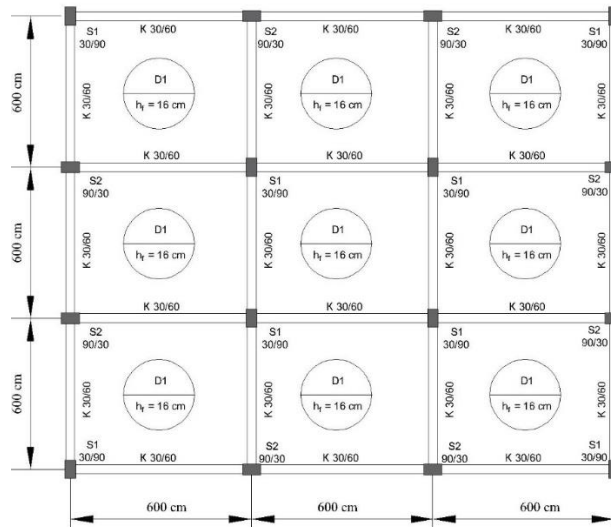 S1 K 30/60 S2 K 30/60 S2 K 30/60 S1
30/90 90/30 90/30 30/90
600 cm
K 30/60 K 30/60 K 30/60 K 30/60
D1 D1 D1
hf = 16 cm hf = 16 cm hf = 16 cm
K 30/60 K 30/60 K 30/60
S2 S1 S1 S2
90/30 30/90 30/90 90/30
600 cm
K 30/60 K 30/60 K 30/60 K 30/60
D1 D1 D1
hf = 16 cm hf = 16 cm hf = 16 cm
K 30/60 K 30/60 K 30/60
S2 S1 S1 S2
90/30 30/90 30/90 90/30
600 cm
K 30/60 K 30/60 K 30/60 K 30/60
D1 D1 D1
hf = 16 cm hf = 16 cm hf = 16 cm
S1 S2 S2 S1
30/90 K 30/60 90/30 K 30/60 90/30 K 30/60 30/90
600 cm 600 cm 600 cm